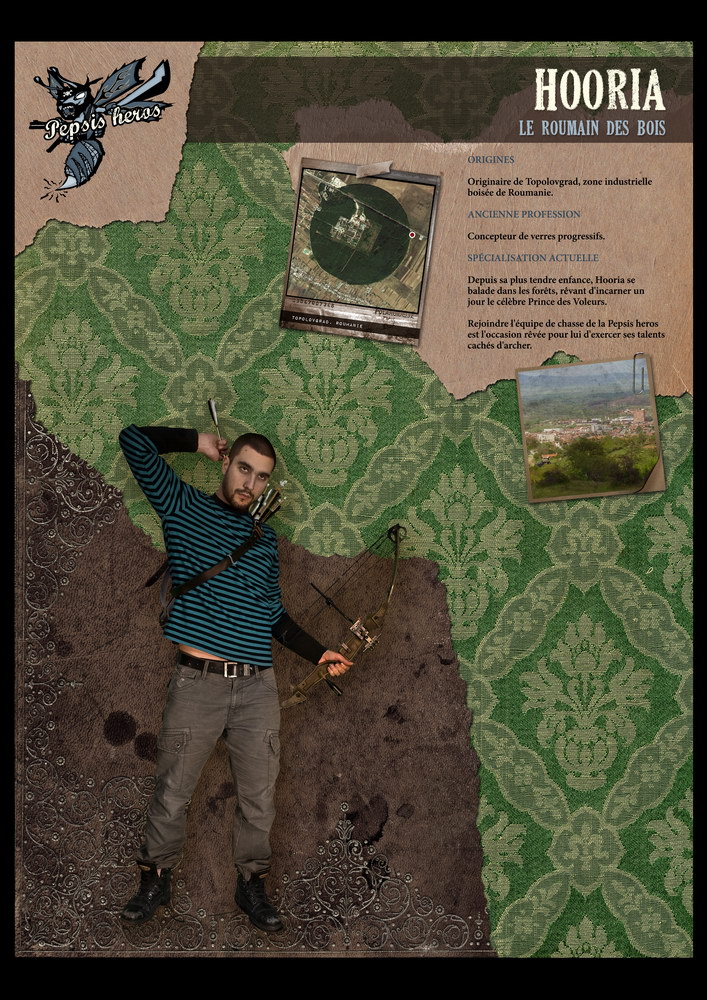 Pepsis heros
HOORIA
LE ROUMAIN DES BOIS
ORIGINES
Originaire de Topolovgrad, zone industrielle
boisée de Roumanie.
ANCIENNE PROFESSION
Concepteur de verres progressifs.
SPÉCIALISATION ACTUELLE
Depuis sa plus tendre enfance, Hooria se
balade dans les forêts, rêvant d'incarner un
jour le célèbre Prince des Voleurs.
Rejoindre l'équipe de chasse de la Pepsis heros
est l'occasion rêvée pour lui d'exercer ses talents
cachés d'archer.
TOPOLOVGRAD, ROUMANIE